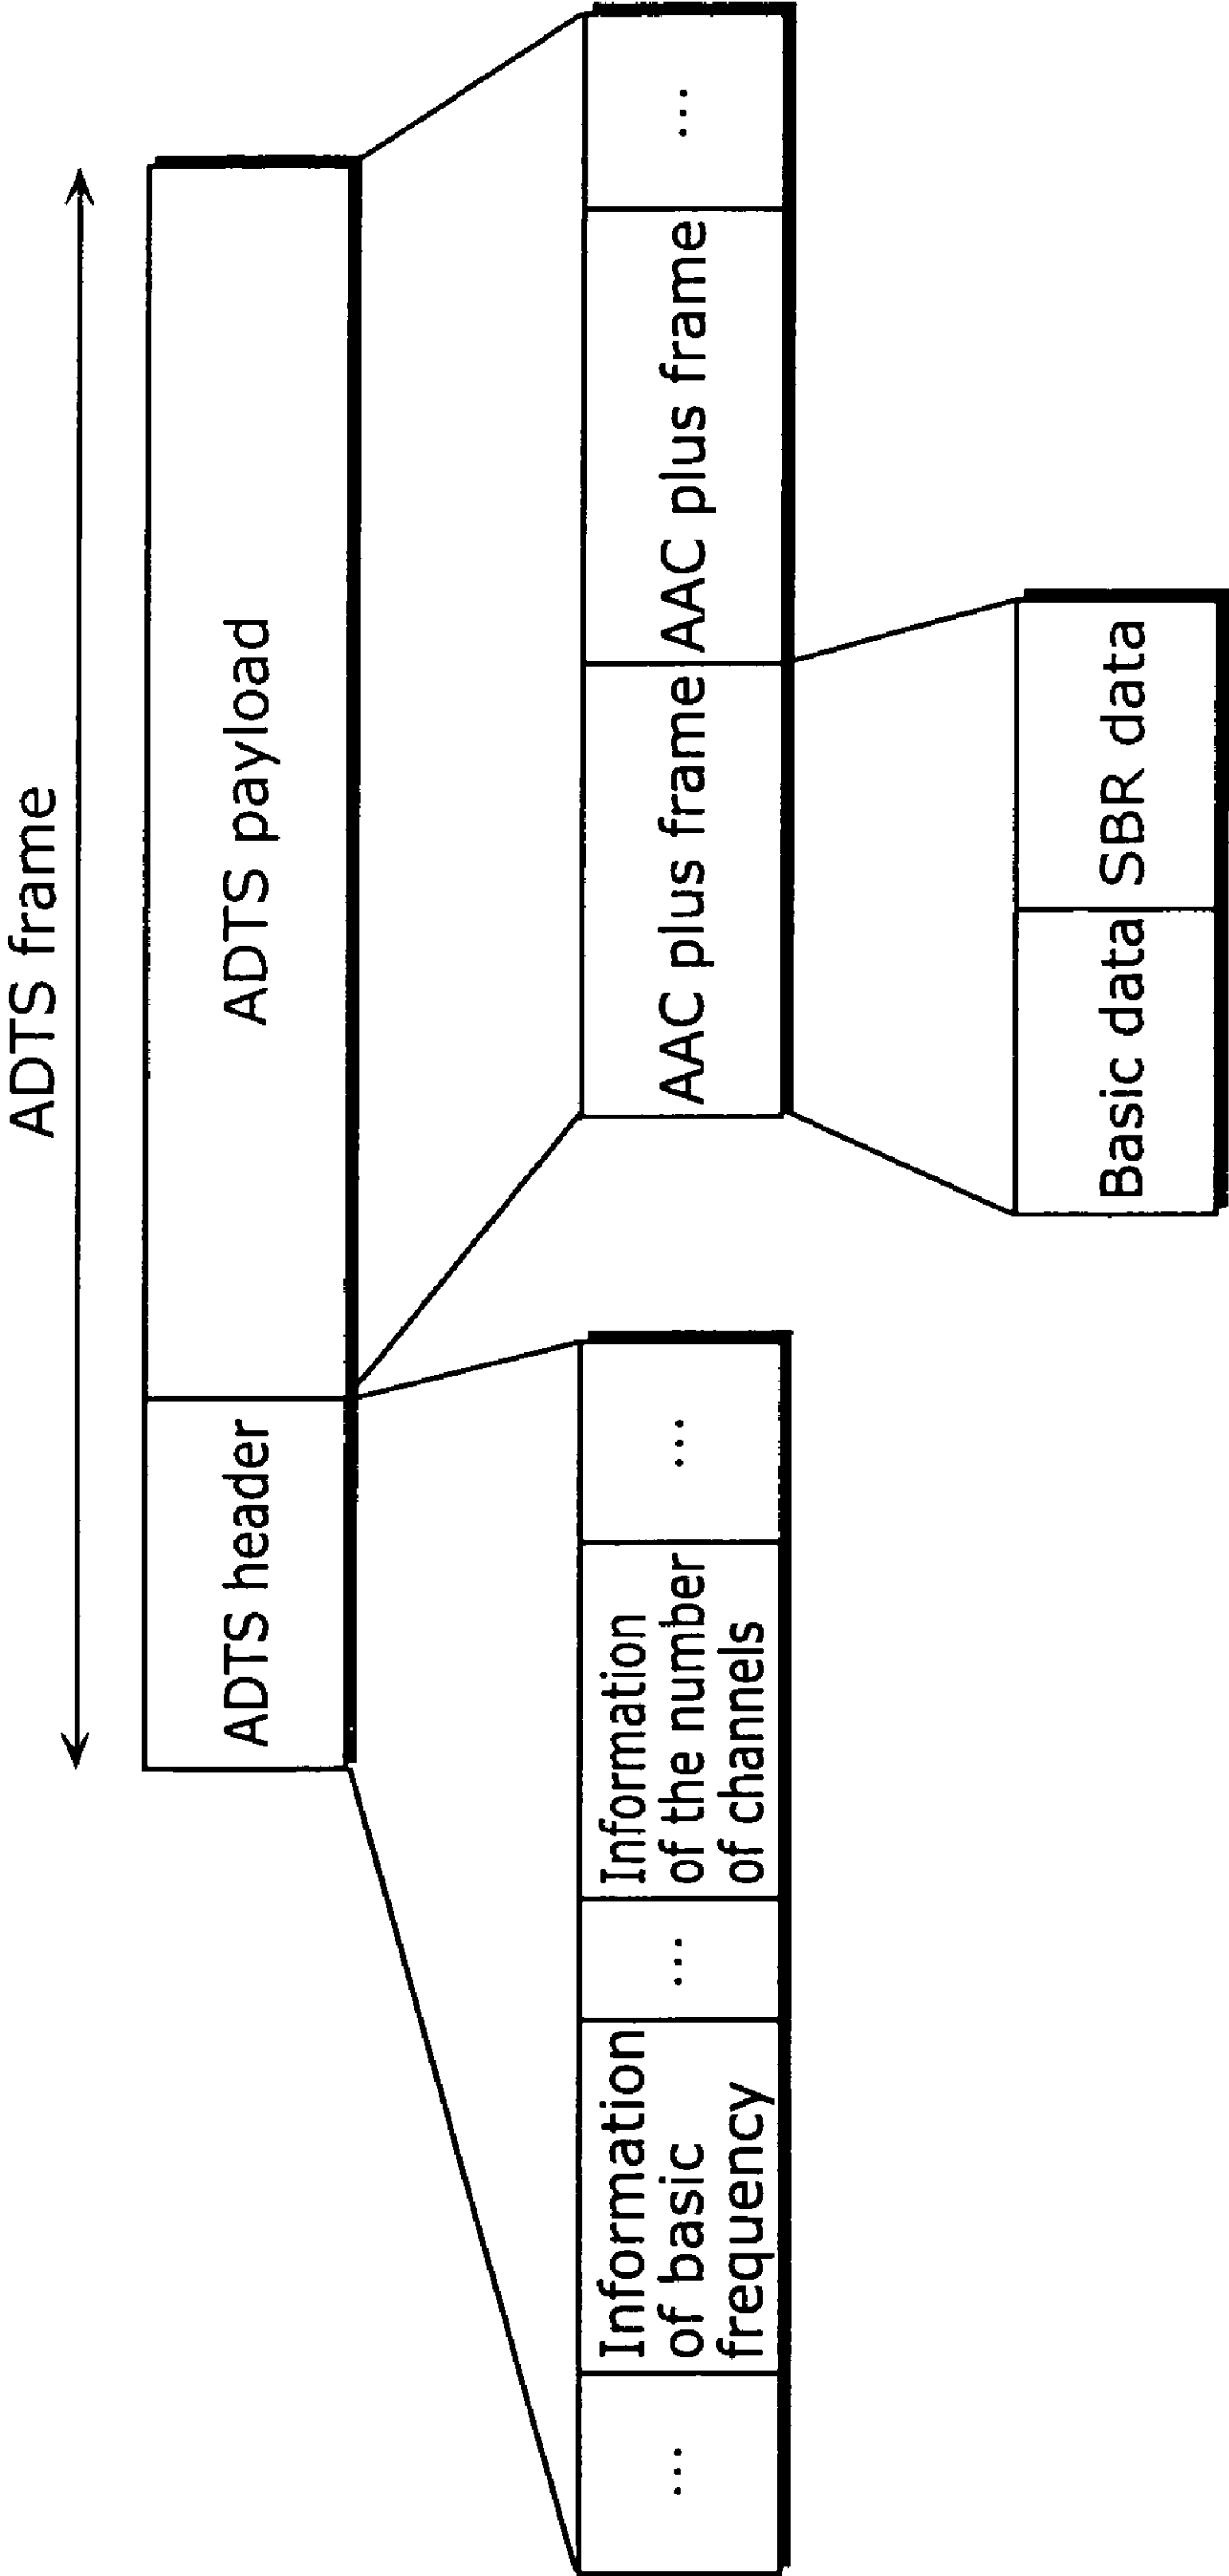 ADTS frame
ADTS header
ADTS payload
...
Information
of basic
frequency
...
Information
of the number
of channels
...
AAC plus frame
AAC plus frame
...
Basic data
SBR data